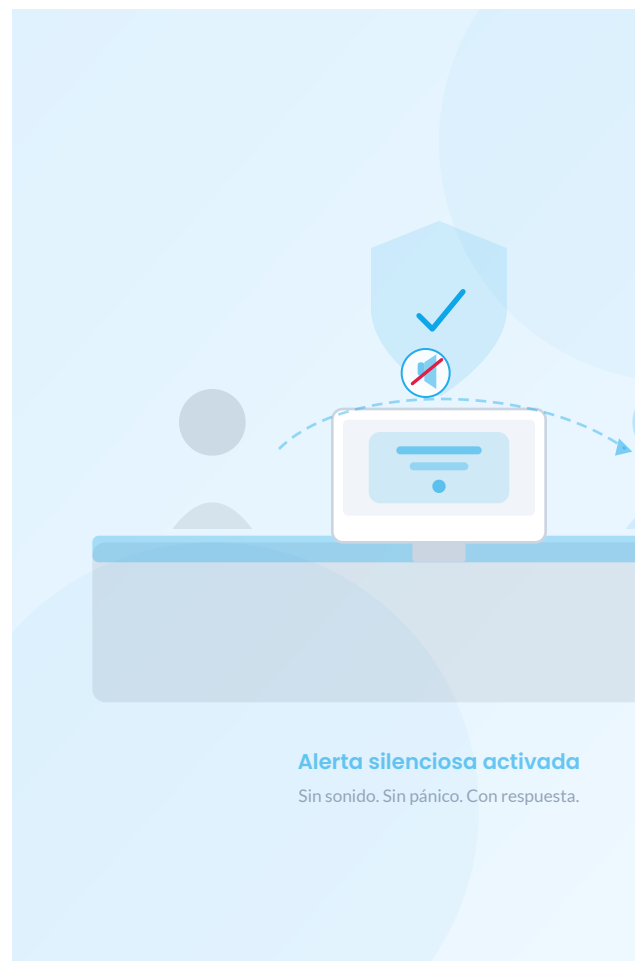 Alerta silenciosa activada
Sin sonido. Sin pánico. Con respuesta.